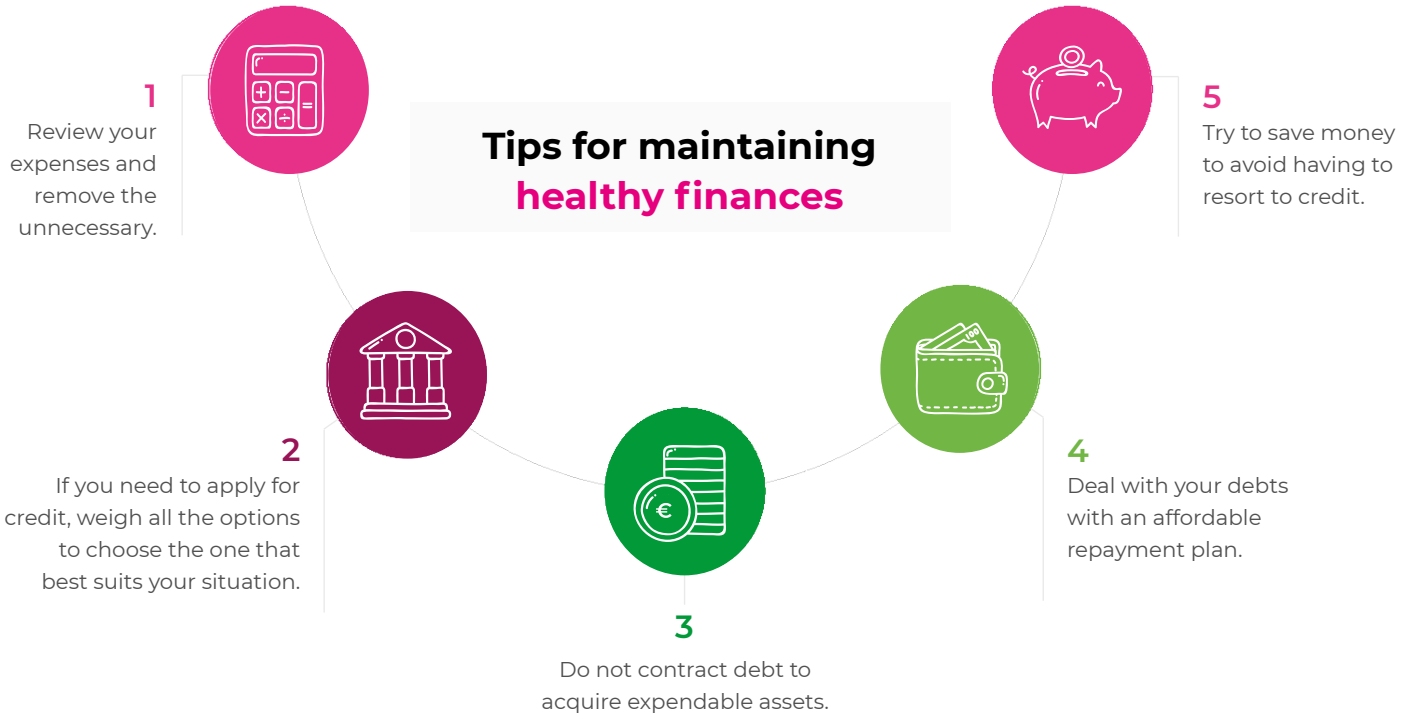 Tips for maintaining
healthy finances
1
Review your
expenses and
remove the
unnecessary.
2
If you need to apply for
credit, weigh all the options
to choose the one that
best suits your situation.
3
Do not contract debt to
acquire expendable assets.
4
Deal with your debts
with an affordable
repayment plan.
5
Try to save money
to avoid having to
resort to credit.
+ −
× ÷ =
€
100